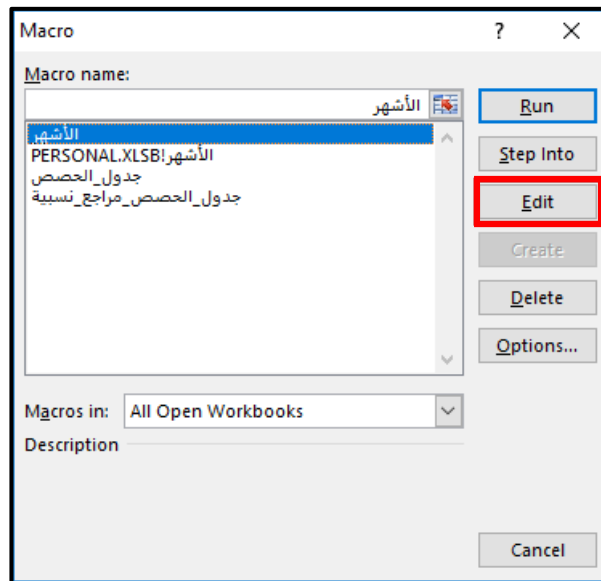 Macro
?
Macro name:
الأشهر
Run
الأشهر
PERSONAL.XLSB!الأشهر
Step Into
جدول_الحصص
جدول_الحصص_مراجع_نسبية
Edit
Create
Delete
Options...
Macros in: All Open Workbooks
Description
Cancel